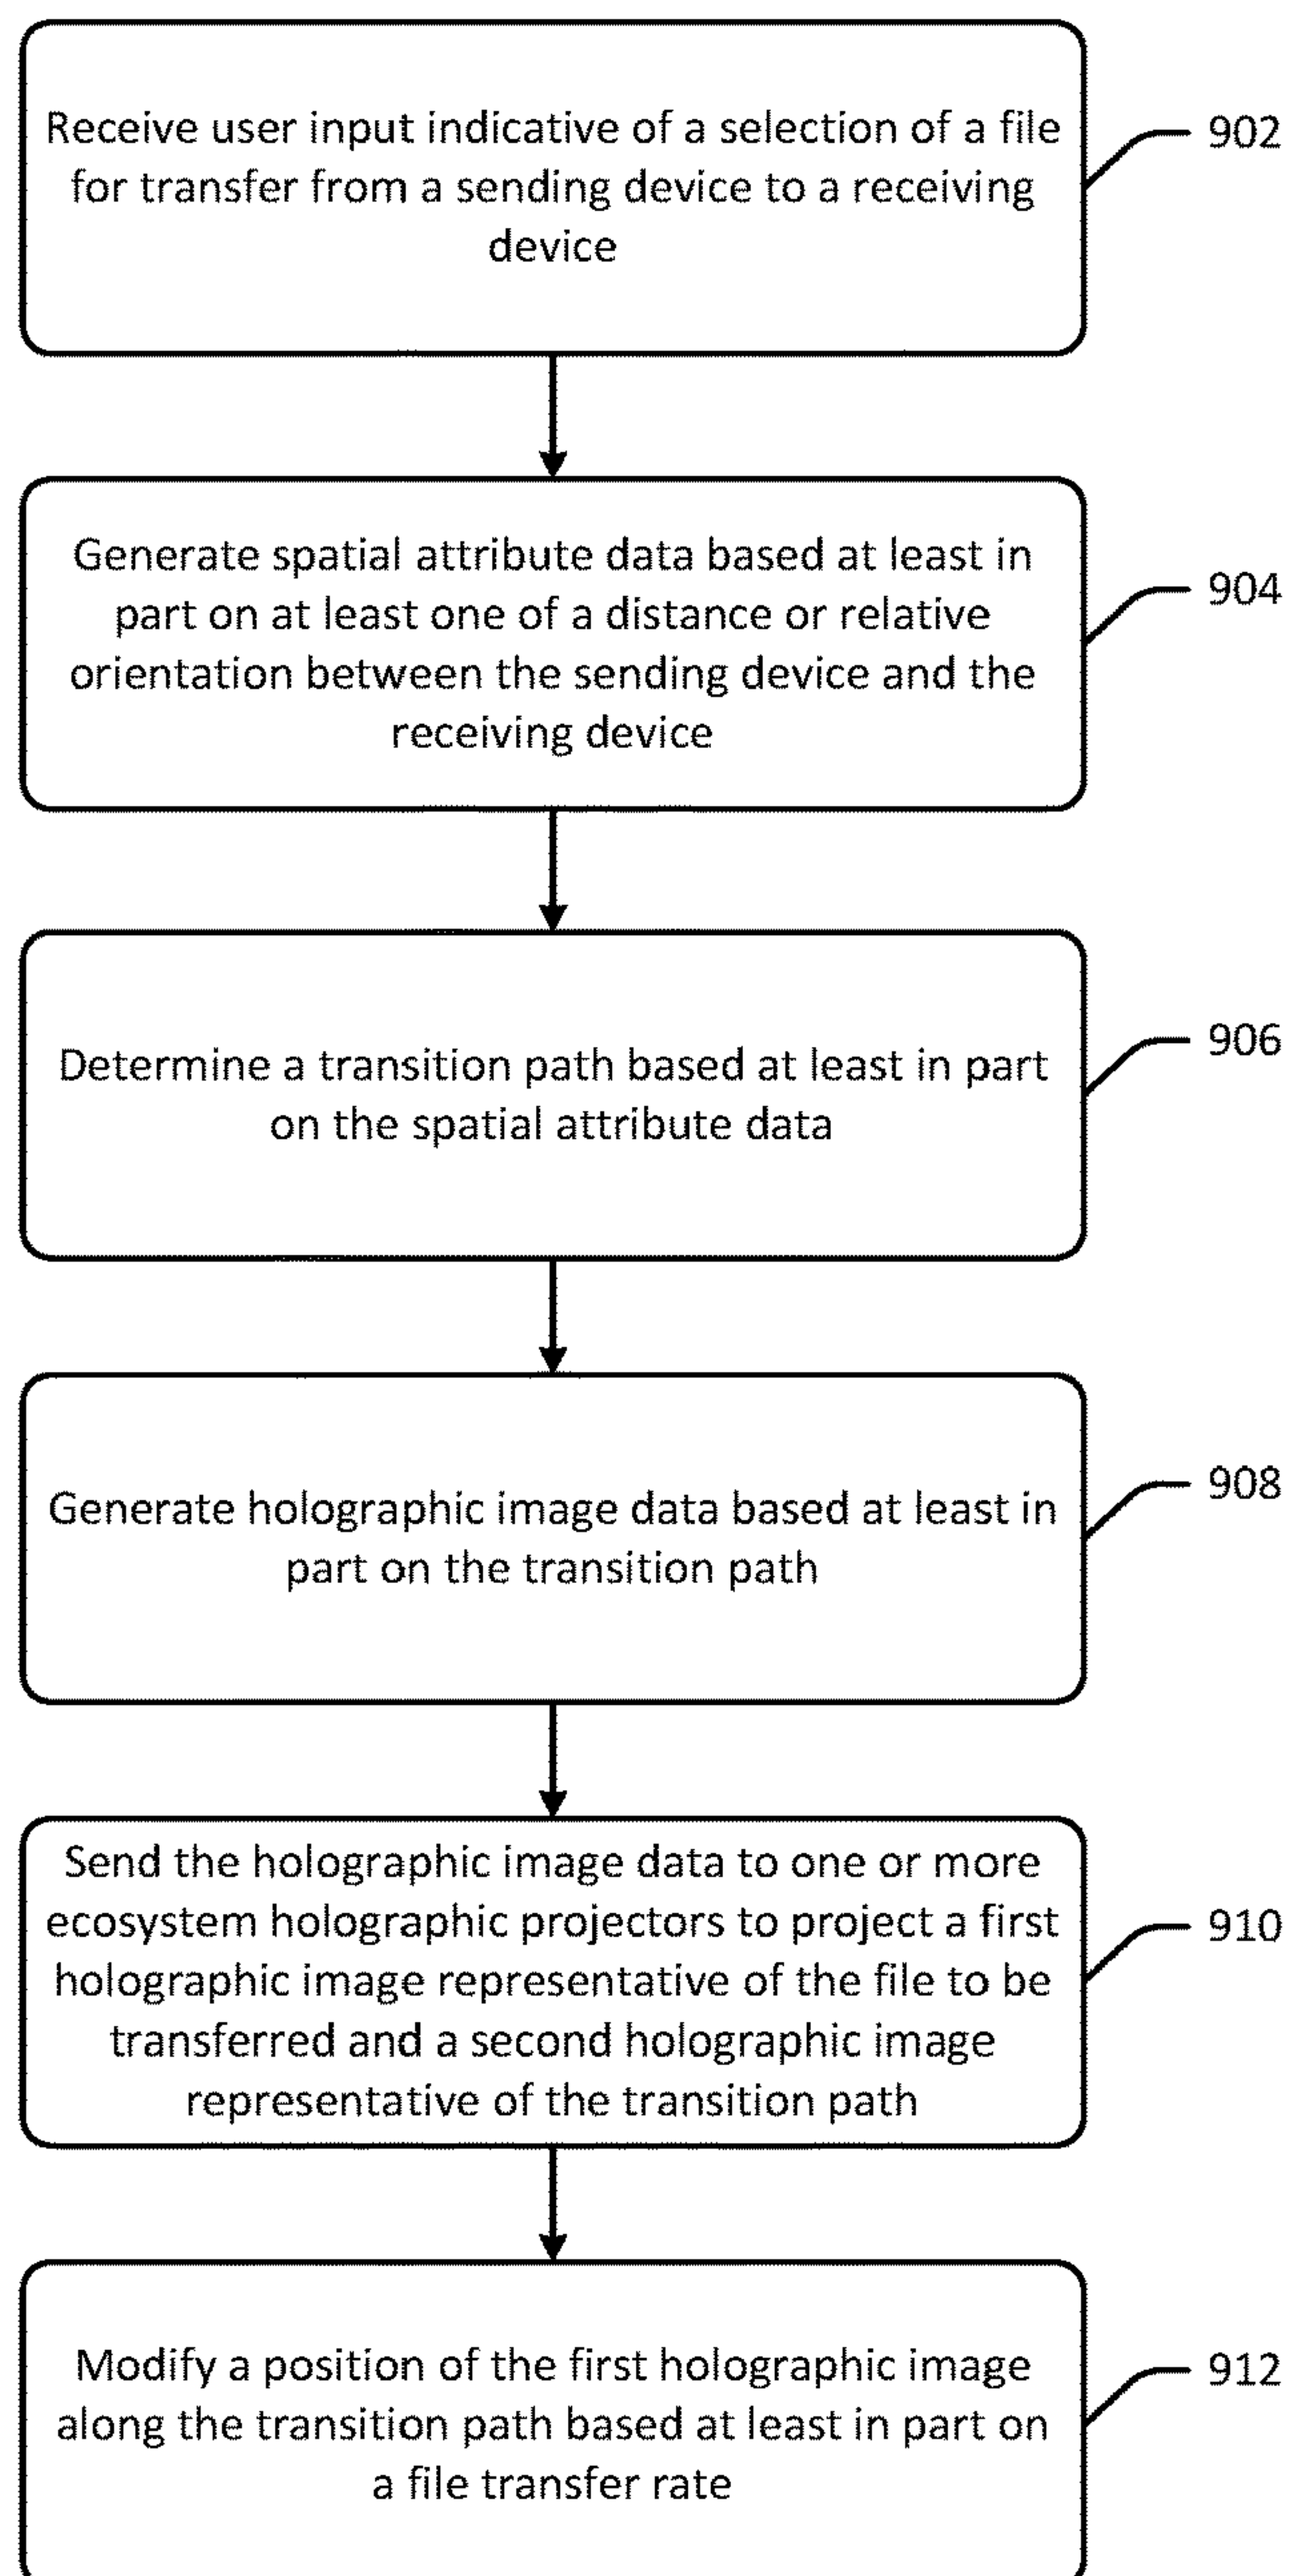 Receive user input indicative of a selection of a file
for transfer from a sending device to a receiving
device
902
Generate spatial attribute data based at least in
part on at least one of a distance or relative
orientation between the sending device and the
receiving device
904
Determine a transition path based at least in part
on the spatial attribute data
906
Generate holographic image data based at least in
part on the transition path
908
Send the holographic image data to one or more
ecosystem holographic projectors to project a first
holographic image representative of the file to be
transferred and a second holographic image
representative of the transition path
910
Modify a position of the first holographic image
along the transition path based at least in part on
a file transfer rate
912